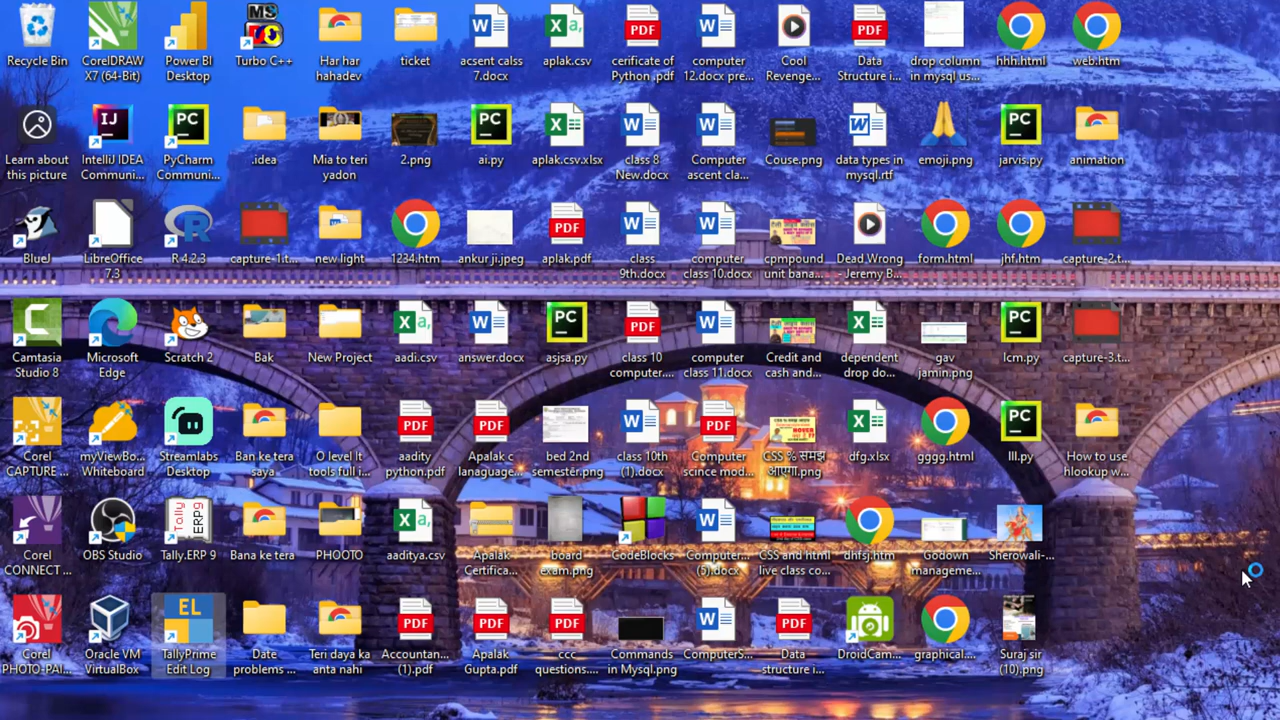 Recycle Bin
CorelDRAW
X7 (64-Bit)
Power BI
Desktop
Turbo C++
Har har
hahadev
ticket
acsent calss
7.docx
aplak.csv
cerificate of
Python .pdf
computer
12.docx pre...
Cool
Revenge...
Data
Structure i...
drop column
in mysql us...
hhh.html
web.htm
Learn about
this picture
IntelliJ IDEA
Communi...
PyCharm
Communi...
.idea
Mia to teri
yadon
2.png
ai.py
aplak.csv.xlsx
class 8
New.docx
Computer
ascent cla...
Couse.png
data types in
mysql.rtf
emoji.png
jarvis.py
animation
BlueJ
LibreOffice
7.3
R 4.2.3
capture-1.t...
new light
1234.htm
ankur ji.jpeg
aplak.pdf
class
9th.docx
computer
class 10.docx
cpmpound
unit bana...
Dead Wrong
- Jeremy B...
form.html
jhf.htm
capture-2.t...
Camtasia
Studio 8
Microsoft
Edge
Scratch 2
Bak
New Project
aadi.csv
answer.docx
asjsa.py
class 10
computer....
computer
class 11.docx
Credit and
cash and...
dependent
drop do...
gav
jamin.png
lcm.py
capture-3.t...
Corel
CAPTURE ...
myViewBo...
Whiteboard
Streamlabs
Desktop
Ban ke tera
saya
O level It
tools full i...
aadity
python.pdf
Apalak c
lanaguage...
bed 2nd
semester.png
class 10th
(1).docx
Computer
scince mod...
CSS % समझ
आएगा.png
dfg.xlsx
gggg.html
lll.py
How to use
hlookup w...
Corel
CONNECT ...
OBS Studio
Tally.ERP 9
Bana ke tera
PHOOTO
aaditya.csv
Apalak
Certifica...
board
exam.png
CodeBlocks
Computer...
(5).docx
CSS and html
live class co...
dhfsj.htm
Godown
manageme...
Sherowali-...
Corel
PHOTO-PAI...
Oracle VM
VirtualBox
TallyPrime
Edit Log
Date
problems ...
Teri daya ka
anta nahi
Accountan...
(1).pdf
Apalak
Gupta.pdf
ccc
questions....
Commands
in Mysql.png
ComputerS...
Data
structure i...
DroidCam...
graphical....
Suraj sir
(10).png